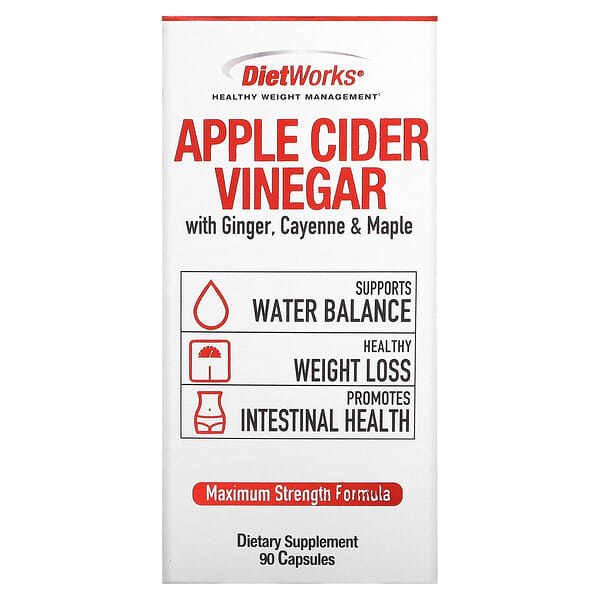 DietWorks®
HEALTHY WEIGHT MANAGEMENT†
APPLE CIDER
VINEGAR
with Ginger, Cayenne & Maple
SUPPORTS
WATER BALANCE
HEALTHY
WEIGHT LOSS
PROMOTES
INTESTINAL HEALTH
Maximum Strength Formula
Dietary Supplement
90 Capsules